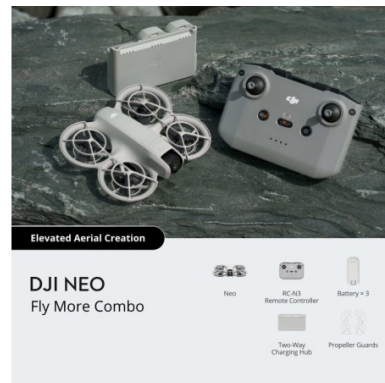 dji
Elevated Aerial Creation
DJI NEO
Fly More Combo
Neo
RC-N3
Remote Controller
Battery × 3
Two-Way
Charging Hub
Propeller Guards